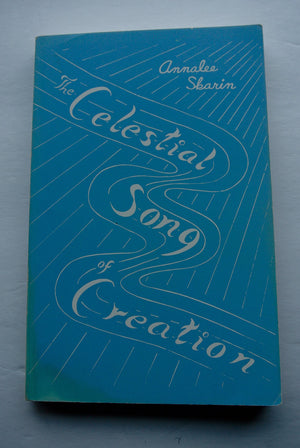 Annalee
Skarin
The
Celestial
Song
of
Creation